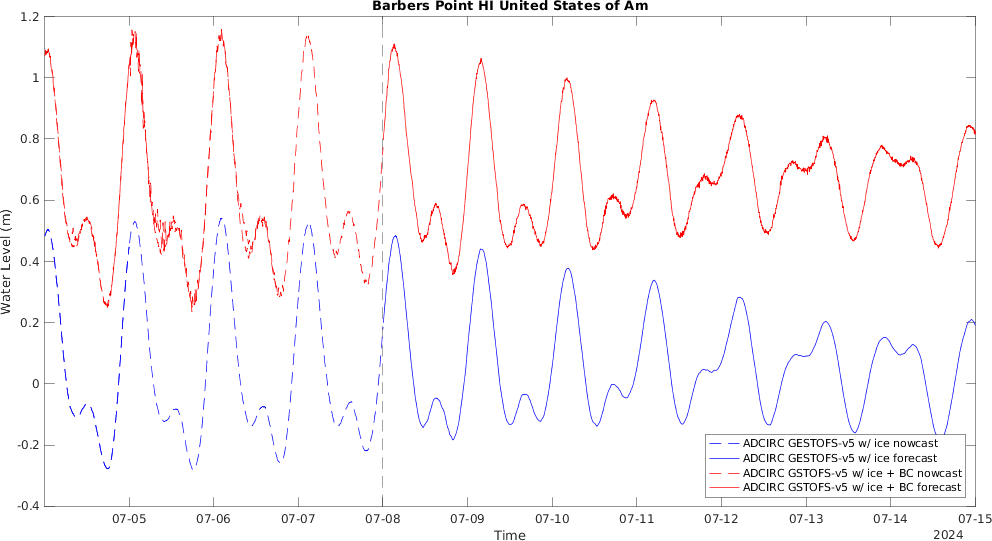 Barbers Point HI United States of Am
1.2
1
0.8
0.6
0.4
0.2
0
-0.2
-0.4
Water Level (m)
ADCIRC GESTOFS-v5 w/ ice nowcast
ADCIRC GESTOFS-v5 w/ ice forecast
ADCIRC GSTOFS-v5 w/ ice + BC nowcast
ADCIRC GSTOFS-v5 w/ ice + BC forecast
07-05 07-06 07-07 07-08 07-09 07-10 07-11 07-12 07-13 07-14 07-15
Time
2024